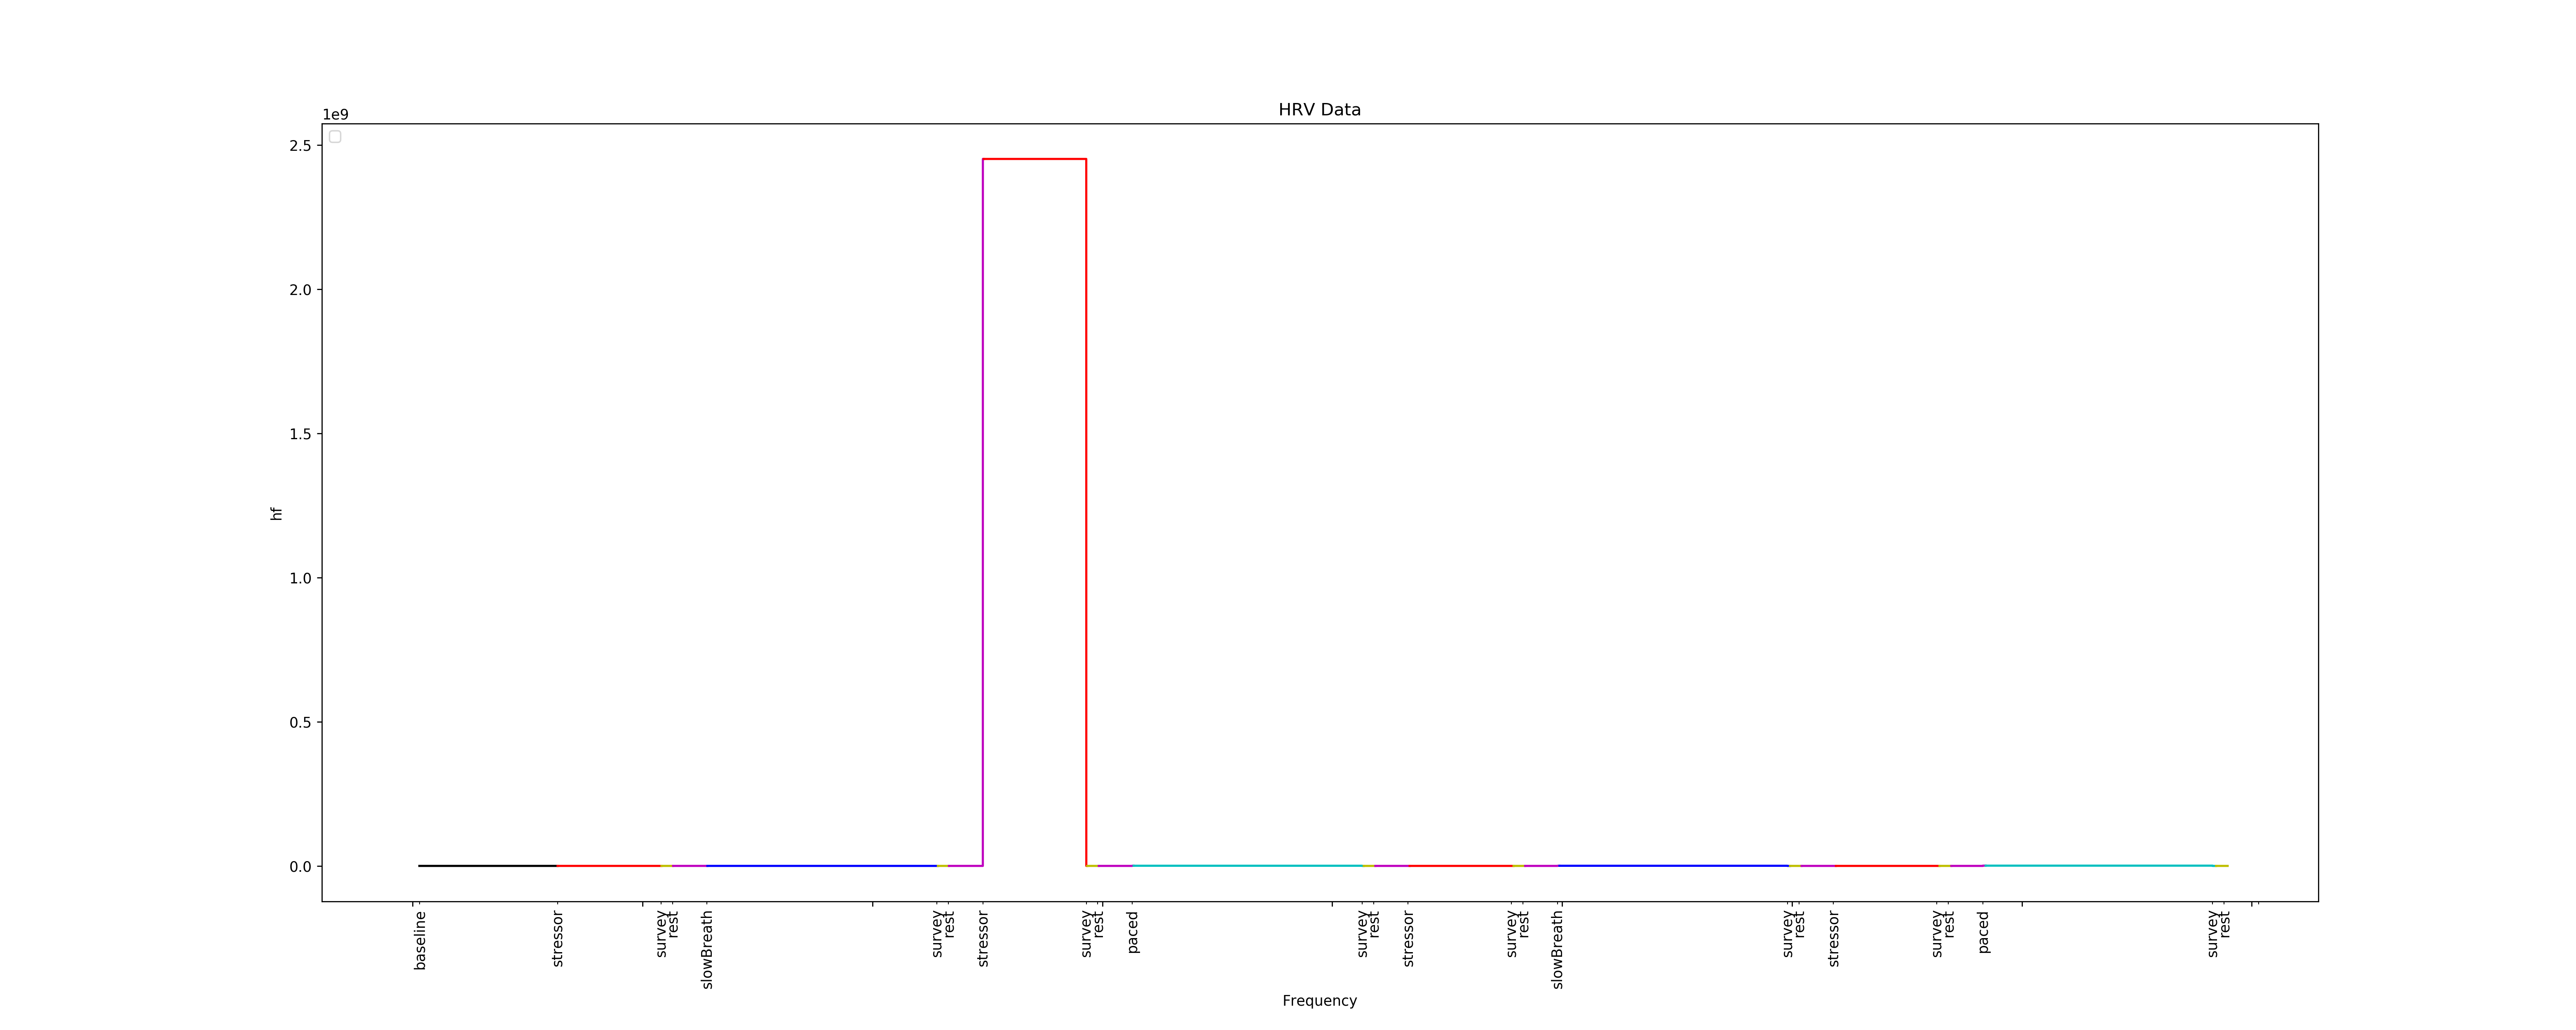 HRV Data
1e9
2.5
2.0
1.5
1.0
0.5
0.0
hf
baseline
stressor
survey
rest
slowBreath
survey
rest
stressor
survey
rest
paced
survey
rest
stressor
survey
rest
slowBreath
survey
rest
stressor
survey
rest
paced
survey
rest
Frequency